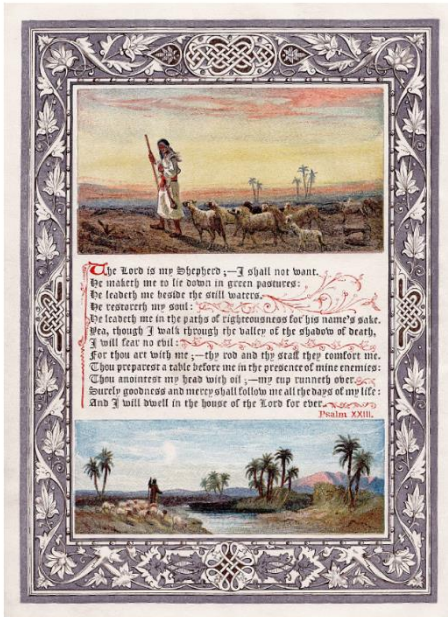 The Lord is my Shepherd;—I shall not want.
He maketh me to lie down in green pastures:
He leadeth me beside the still waters.
He restoreth my soul:
He leadeth me in the paths of righteousness for his name's sake.
Yea, though I walk through the valley of the shadow of death,
I will fear no evil:
For thou art with me;—thy rod and thy staff they comfort me.
Thou preparest a table before me in the presence of mine enemies:
Thou anointest my head with oil;—my cup runneth over.
Surely goodness and mercy shall follow me all the days of my life:
And I will dwell in the house of the Lord for ever.
Psalm XXIII.